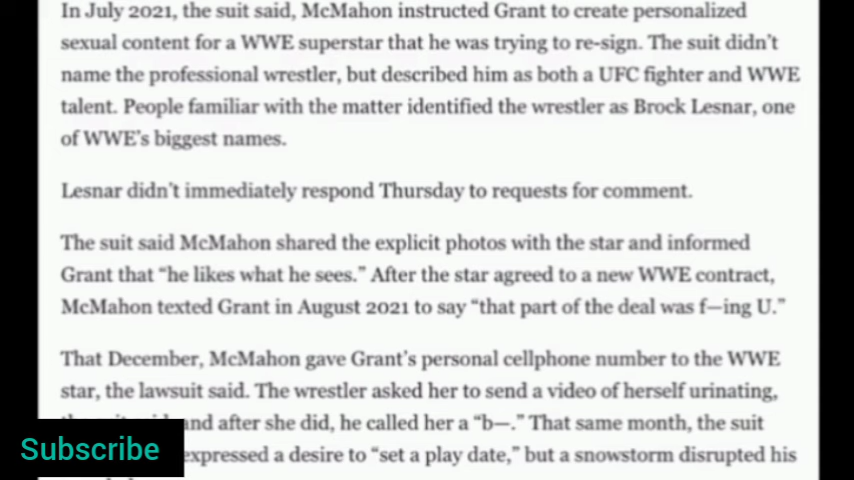 In July 2021, the suit said, McMahon instructed Grant to create personalized
sexual content for a WWE superstar that he was trying to re-sign. The suit didn't
name the professional wrestler, but described him as both a UFC fighter and WWE
talent. People familiar with the matter identified the wrestler as Brock Lesnar, one
of WWE's biggest names.
Lesnar didn't immediately respond Thursday to requests for comment.
The suit said McMahon shared the explicit photos with the star and informed
Grant that “he likes what he sees.” After the star agreed to a new WWE contract,
McMahon texted Grant in August 2021 to say “that part of the deal was f—ing U.”
That December, McMahon gave Grant's personal cellphone number to the WWE
star, the lawsuit said. The wrestler asked her to send a video of herself urinating,
and after she did, he called her a “b—.” That same month, the suit
expressed a desire to “set a play date,” but a snowstorm disrupted his
Subscribe